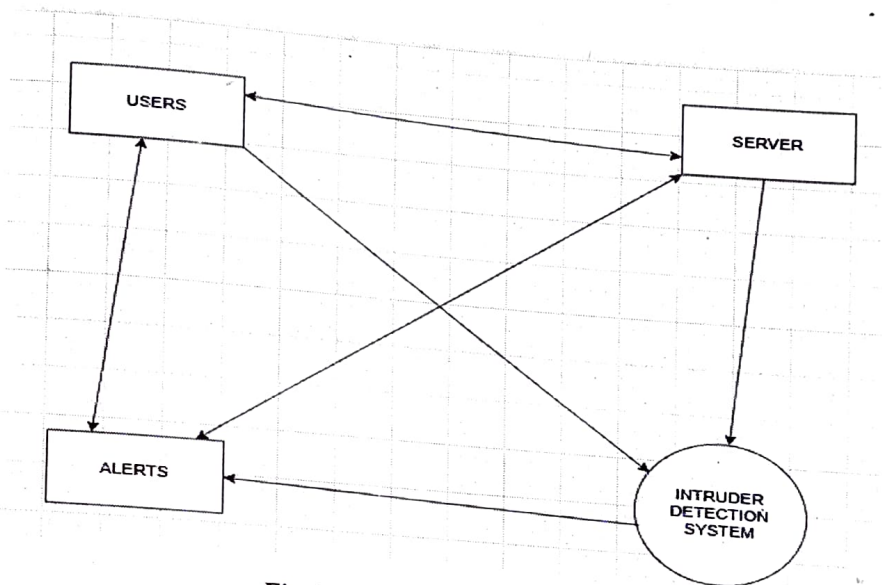 USERS
SERVER
ALERTS
INTRUDER
DETECTION
SYSTEM